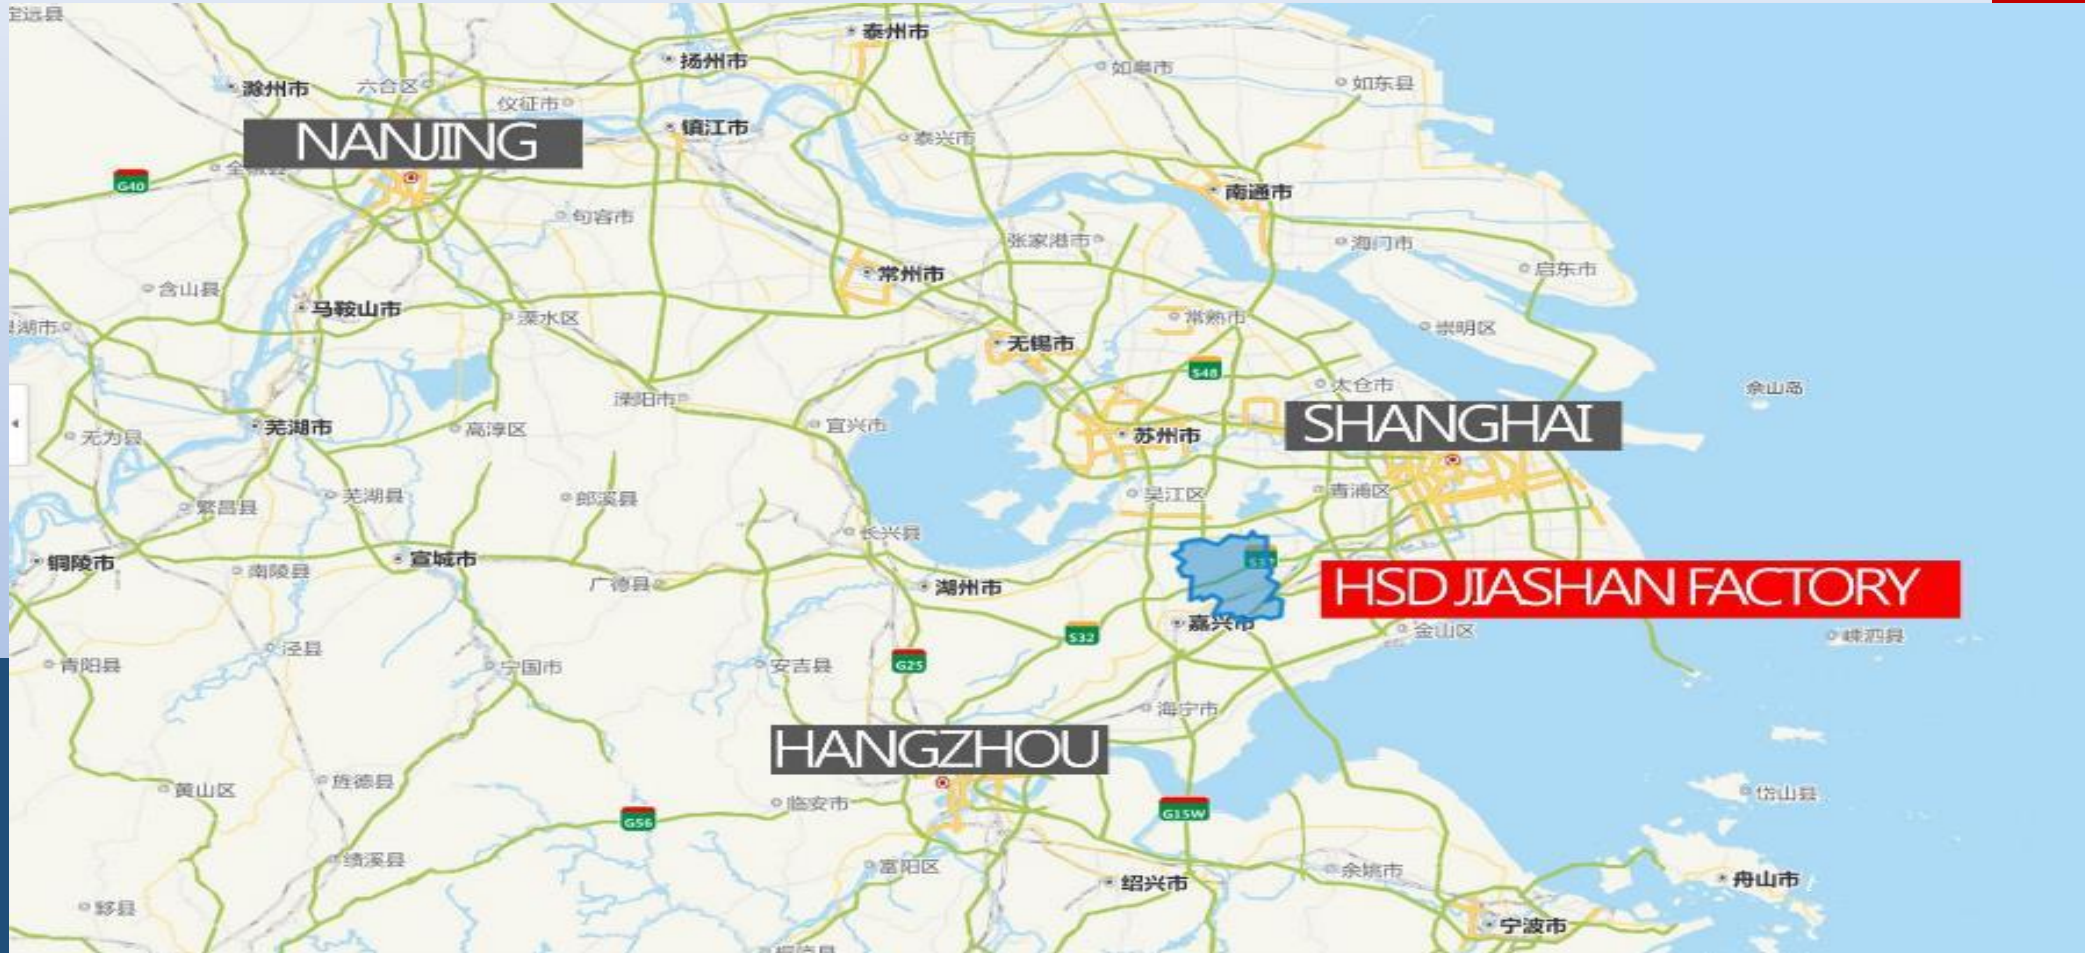 定远县
泰州市
扬州市
如皋市
滁州市
六合区
如东县
仪征市
镇江市
泰兴市
NANJING
G40
南通市
句容市
张家港市
海门市
启东市
常州市
含山县
马鞍山市
溧水区
常熟市
崇明区
无锡市
S48
太仓市
佘山岛
溧阳市
SHANGHAI
无为县
芜湖市
高淳区
宜兴市
苏州市
繁昌县
芜湖县
郎溪县
吴江区
青浦区
长兴县
铜陵市
南陵县
宣城市
广德县
湖州市
HSD JIASHAN FACTORY
嘉兴市
S32
金山区
嵊泗县
青阳县
泾县
宁国市
安吉县
G25
海宁市
HANGZHOU
黄山区
旌德县
临安市
G56
G15W
岱山县
绩溪县
富阳区
绍兴市
余姚市
舟山市
黟县
宁波市